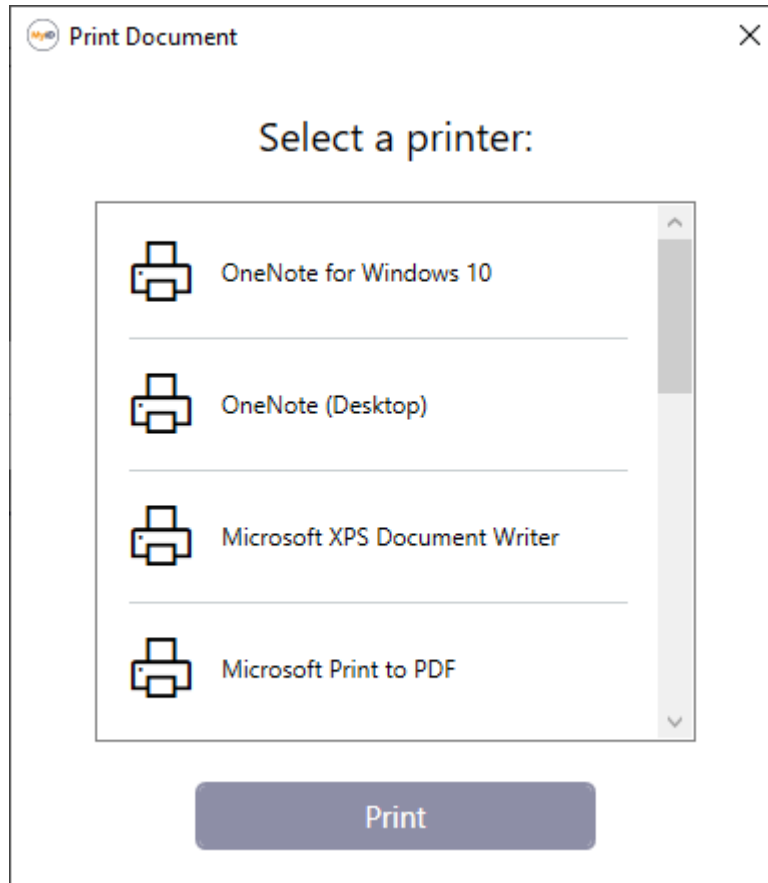 MyID
Print Document
Select a printer:
OneNote for Windows 10
OneNote (Desktop)
Microsoft XPS Document Writer
Microsoft Print to PDF
Print